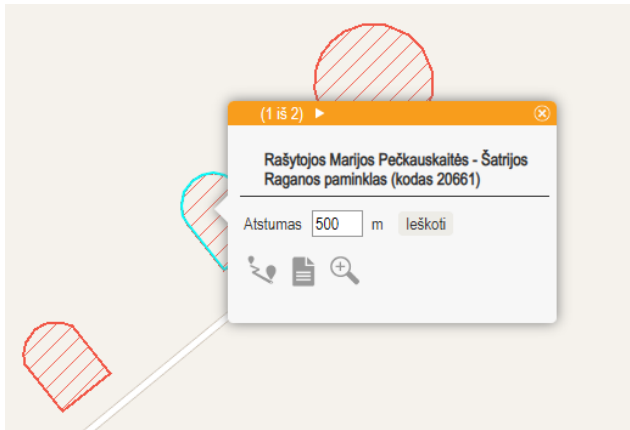 (1 iš 2)
Rašytojos Marijos Pečkauskaitės - Šatrijos
Raganos paminklas (kodas 20661)
Atstumas 500 m Ieškoti